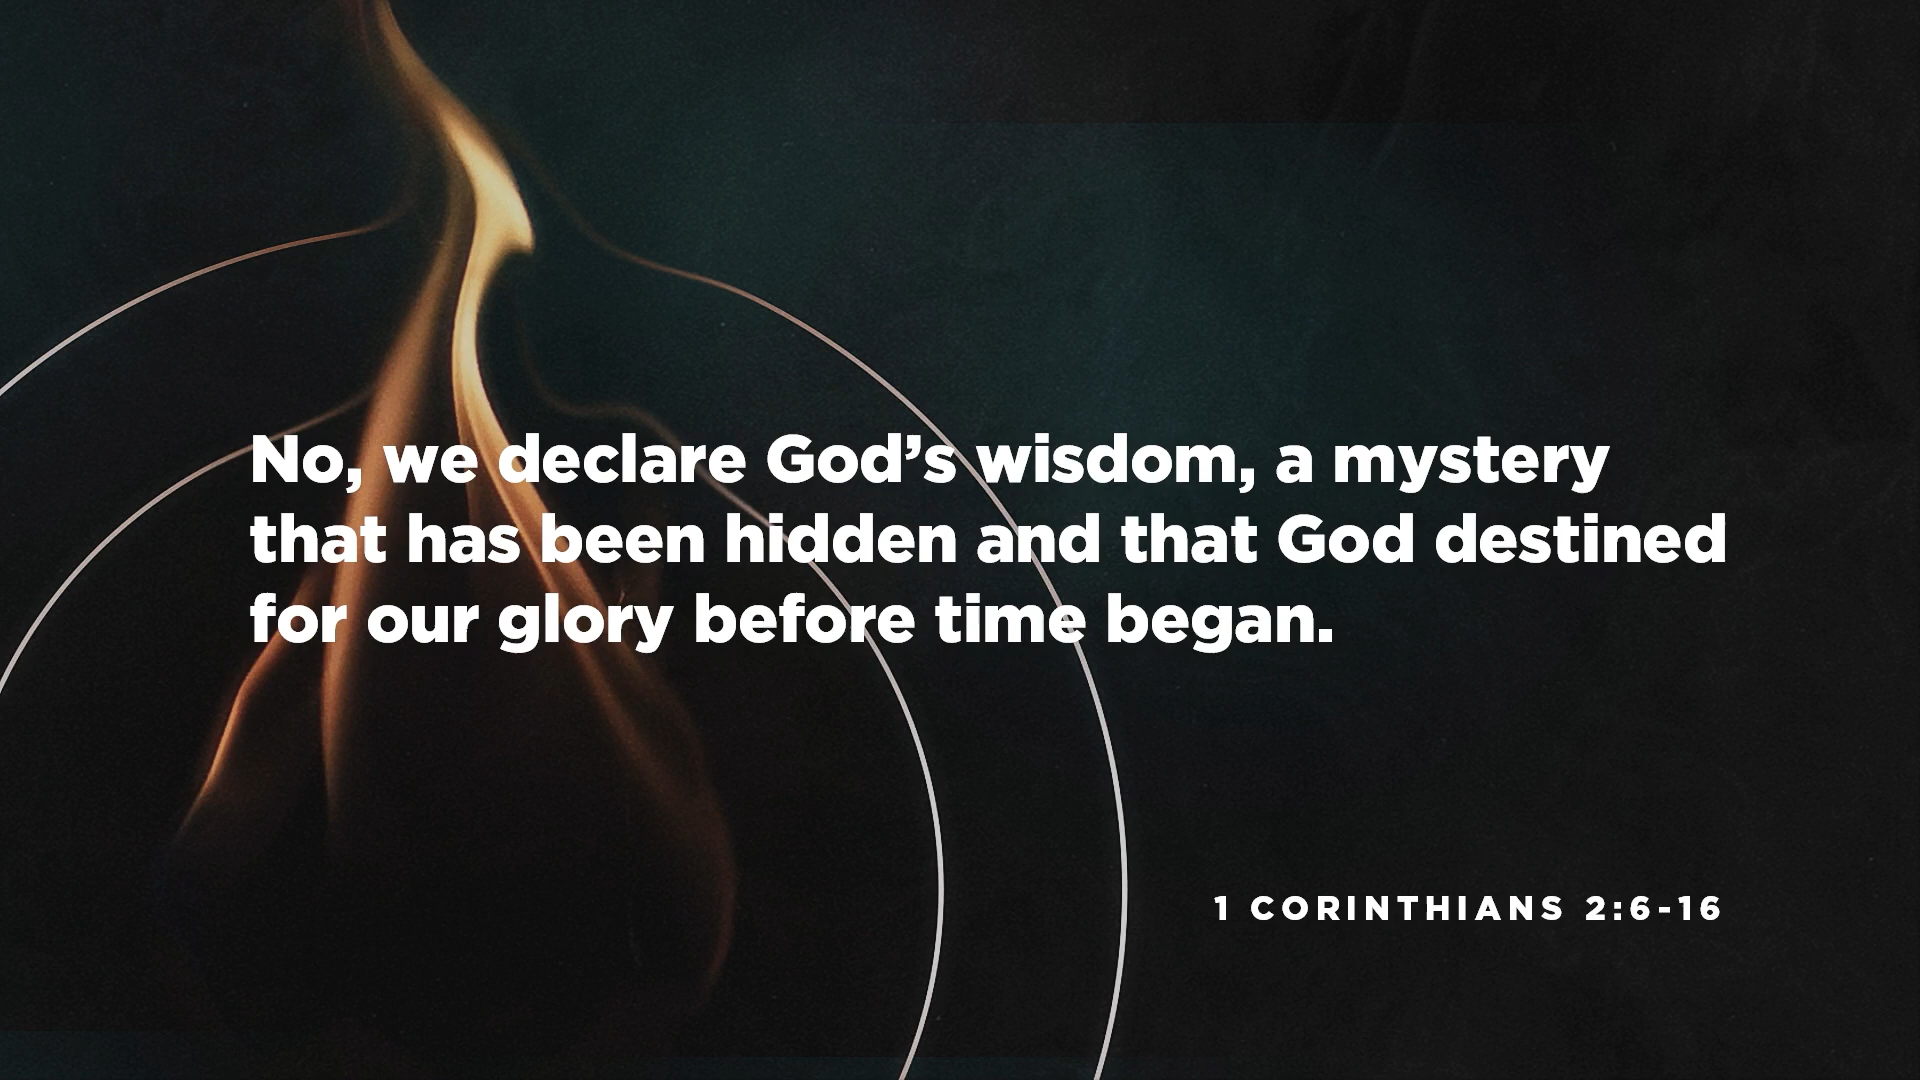 No, we declare God’s wisdom, a mystery
that has been hidden and that God destined
for our glory before time began.
1 CORINTHIANS 2:6-16